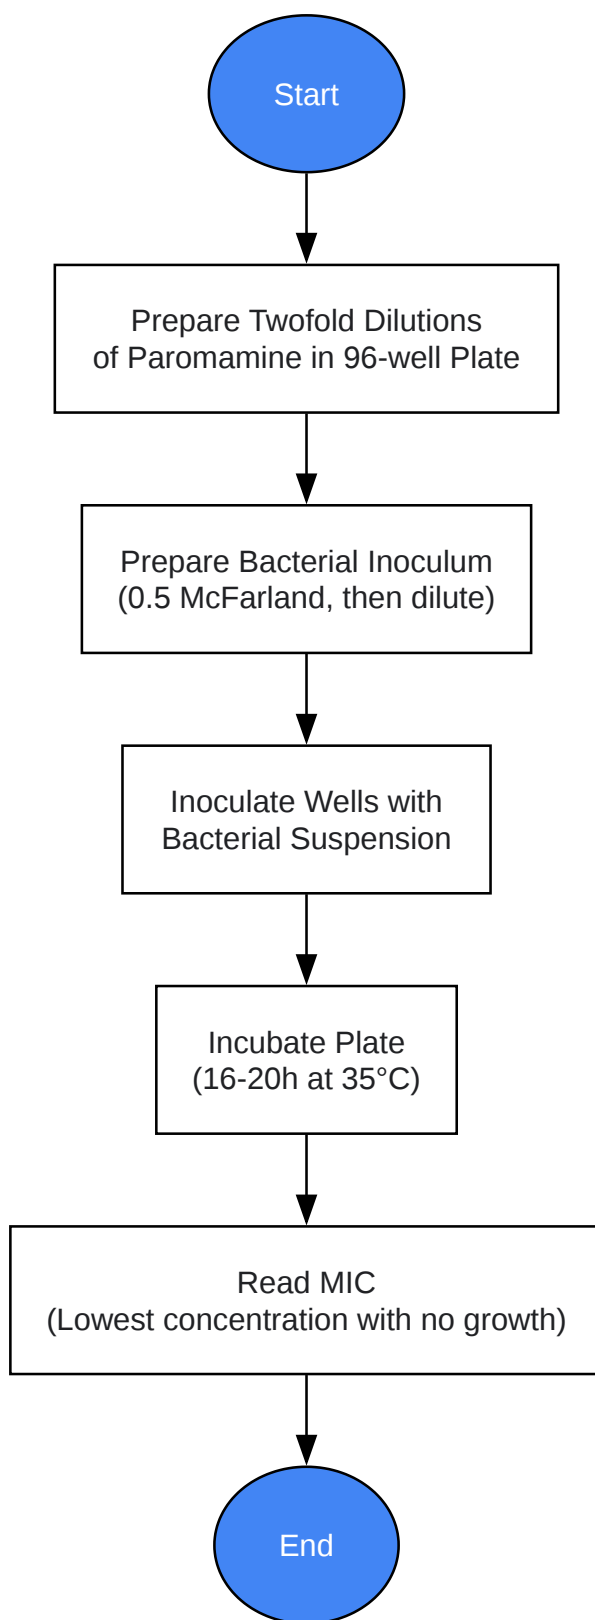 Start
Prepare Twofold Dilutions
of Paromamine in 96-well Plate
Prepare Bacterial Inoculum
(0.5 McFarland, then dilute)
Inoculate Wells with
Bacterial Suspension
Incubate Plate
(16-20h at 35°C)
Read MIC
(Lowest concentration with no growth)
End